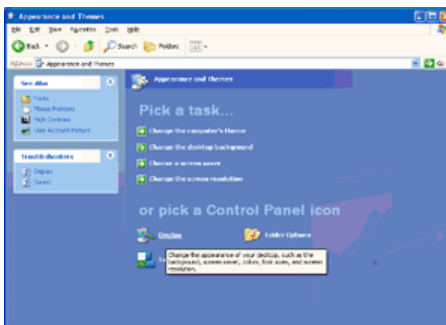 Appearance and Themes
File Edit View Favorites Tools Help
Back Search Folders
Address Appearance and Themes Go
See Also
Fonts
Mouse Pointers
High Contrast
User Account Picture
Troubleshooters
Display
Sound
Appearance and Themes
Pick a task...
Change the computer's theme
Change the desktop background
Choose a screen saver
Change the screen resolution
or pick a Control Panel icon
Display Folder Options
Change the appearance of your desktop, such as the
background, screen saver, colors, font sizes, and screen
resolution.